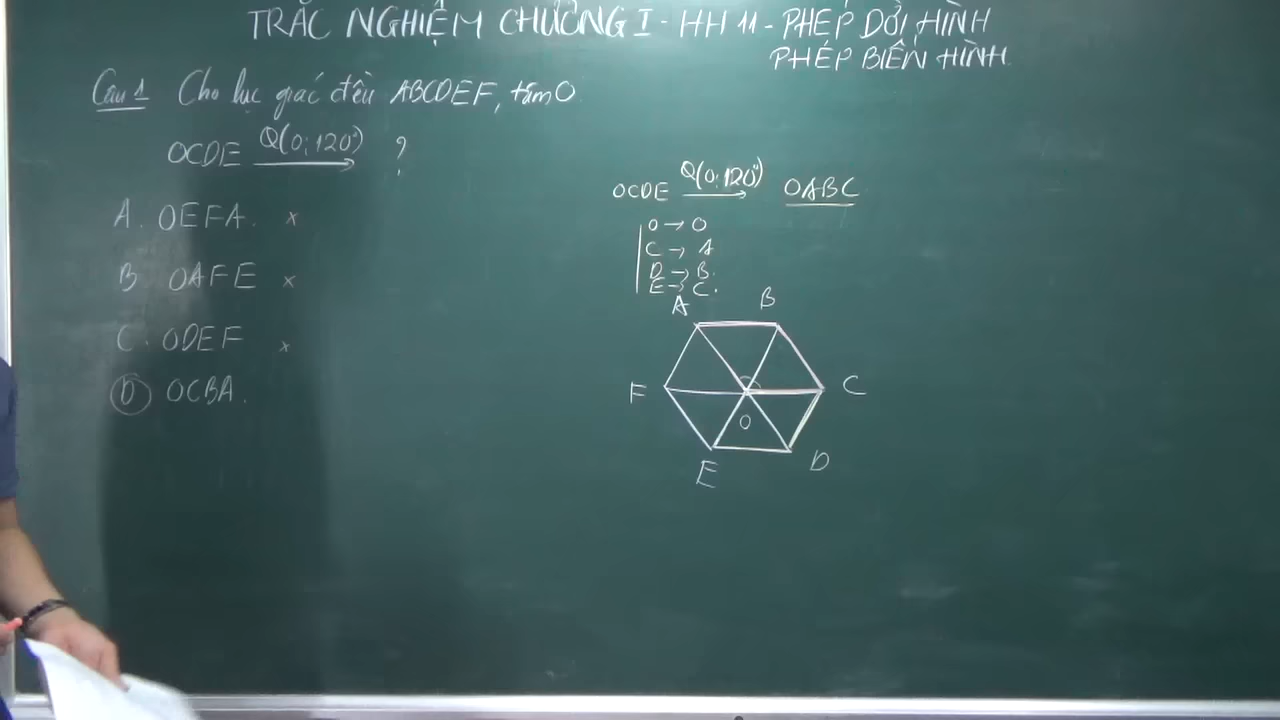 TRẮC NGHIỆM CHƯƠNG I - HH 11 - PHÉP DỜI HÌNH
PHÉP BIẾN HÌNH
Câu 1 Cho lục giác đều ABCDEF, tâm O
OCDE Q(O; 120°) ?
A. OEFA. x
B. OAFE x
C. ODEF x
D OCBA.
OCDE Q(O; 120°) OABC
O → O
C → A
D → B.
E → C.
A B
F C
O
E D